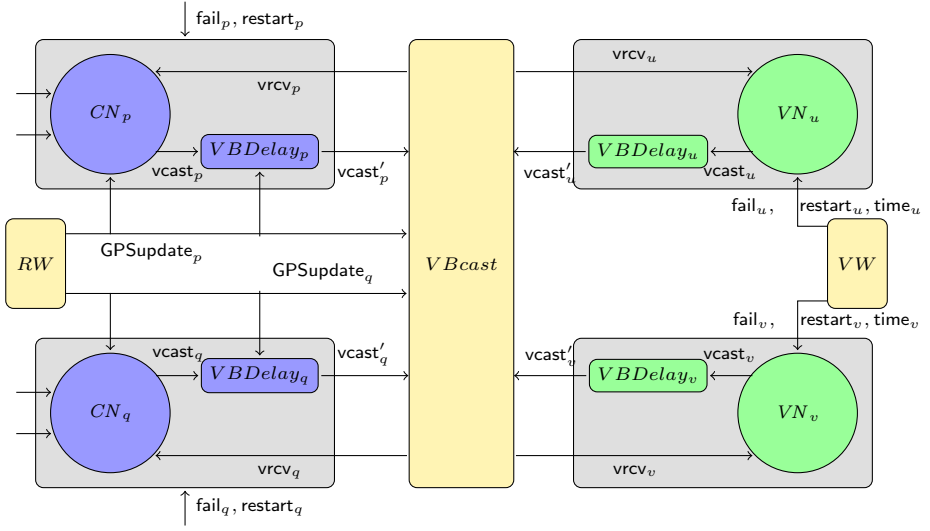 fail_p, restart_p
vrcv_u
vrcv_p
CN_p
VN_u
VBDelay_p
VBDelay_u
vcast_p
vcast'_p
vcast'_u
vcast_u
fail_u, restart_u, time_u
GPSupdate_p
RW
VBcast
VW
GPSupdate_q
fail_v, restart_v, time_v
vcast_q
vcast'_q
vcast'_v
vcast_v
VBDelay_q
VBDelay_v
CN_q
VN_v
vrcv_q
vrcv_v
fail_q, restart_q